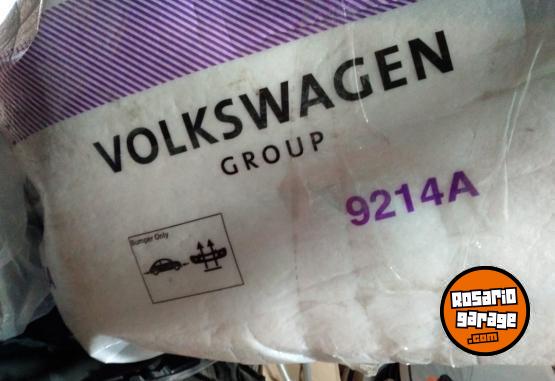 VOLKSWAGEN
GROUP
9214A
Bumper Only
Rosario
garage
.com